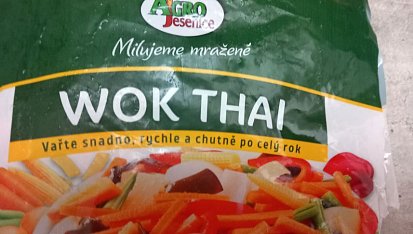 AGRO
Jesenice
Milujeme mražené
WOK THAI
Vařte snadno, rychle a chutně po celý rok